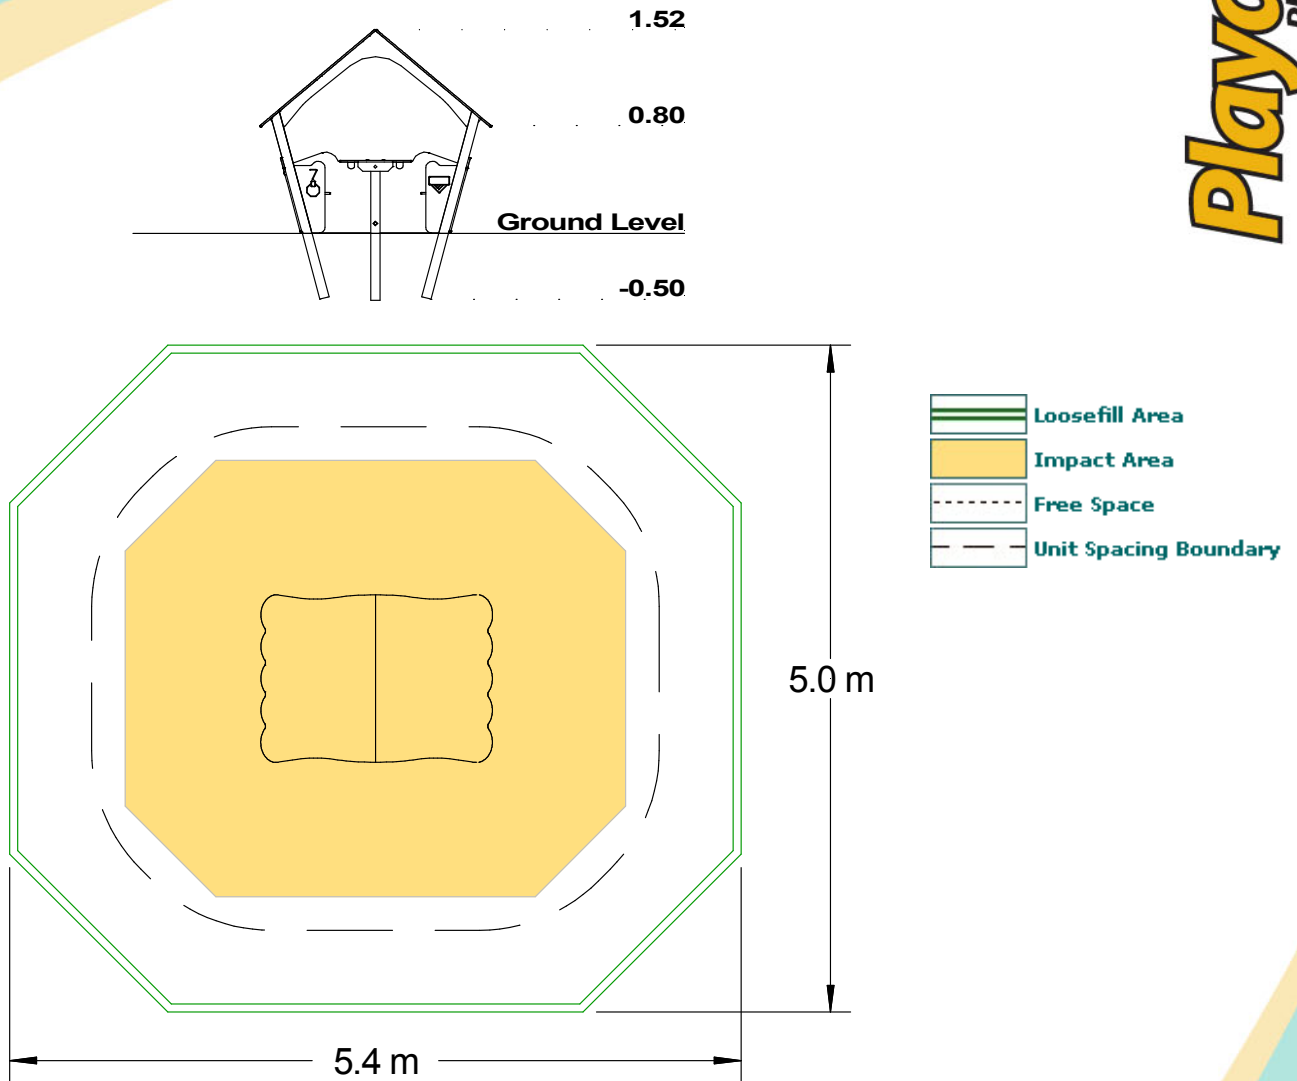 1.52
0.80
Ground Level
-0.50
7
5.0 m
5.4 m
Loosefill Area
Impact Area
Free Space
Unit Spacing Boundary